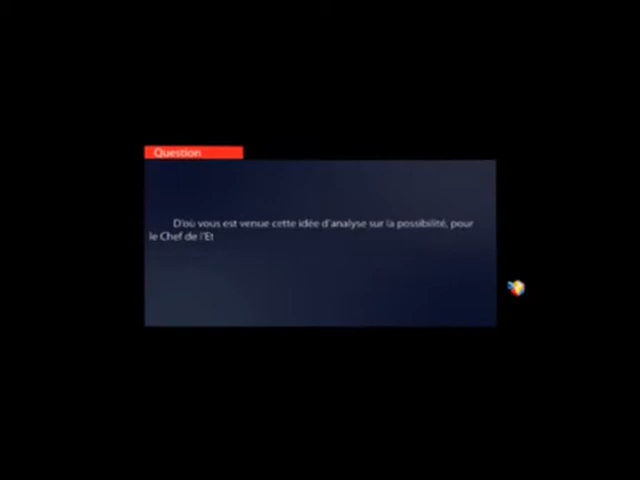 Question
D'où vous est venue cette idée d'analyse sur la possibilité, pour
le Chef de l'Et